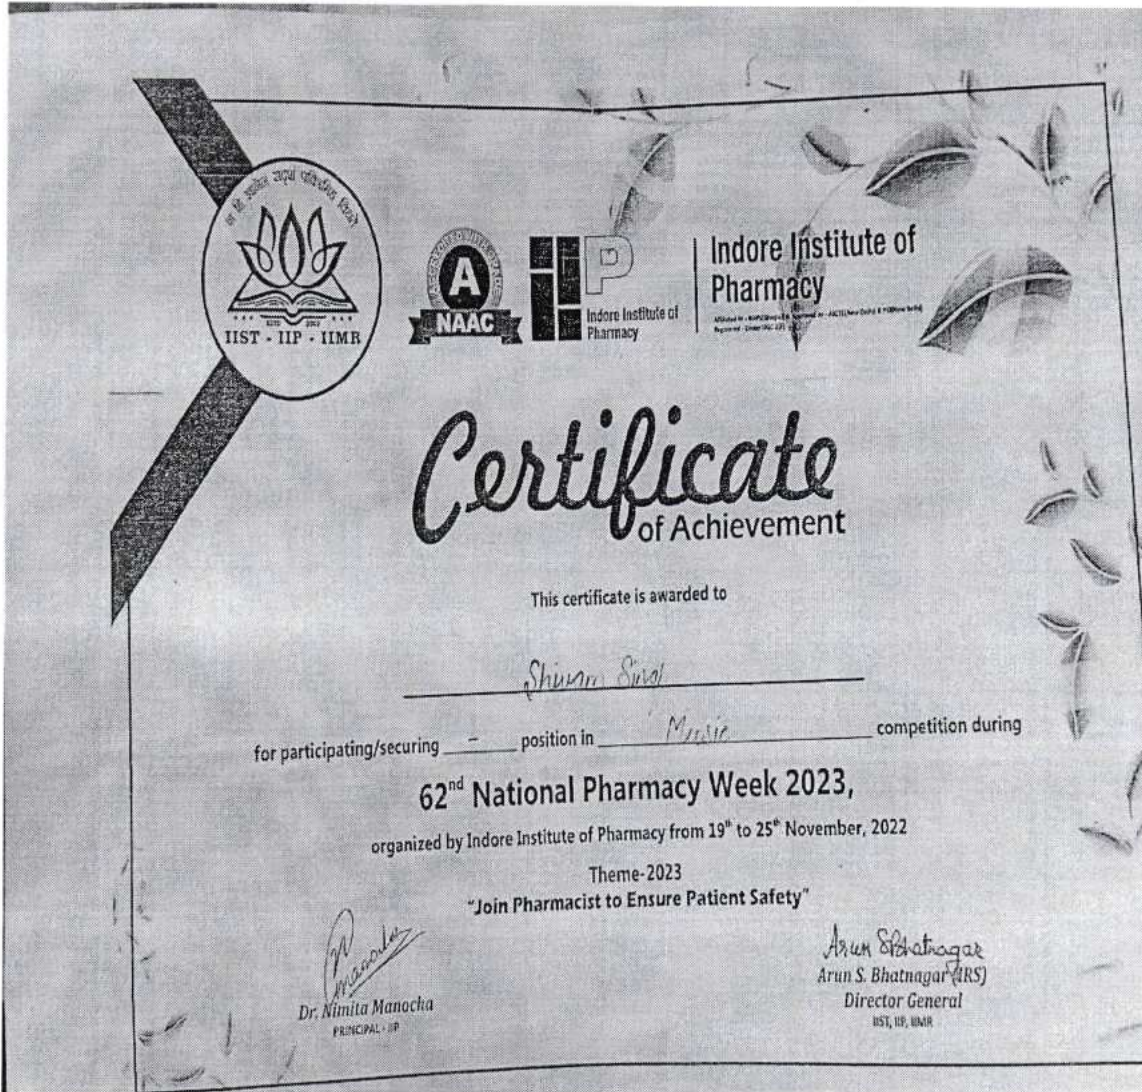 IIST - IIP - IIMR
A
NAAC
IIP
Indore Institute of
Pharmacy
Indore Institute of
Pharmacy
Certificate
of Achievement
This certificate is awarded to
Shivam
for participating/securing - position in Music competition during
62nd National Pharmacy Week 2023,
organized by Indore Institute of Pharmacy from 19th to 25th November, 2022
Theme-2023
"Join Pharmacist to Ensure Patient Safety"
Manocha
Dr. Nimita Manocha
PRINCIPAL - IIP
Arun S Bhatnagar
Arun S. Bhatnagar (IRS)
Director General
IIST, IIP, IIMR